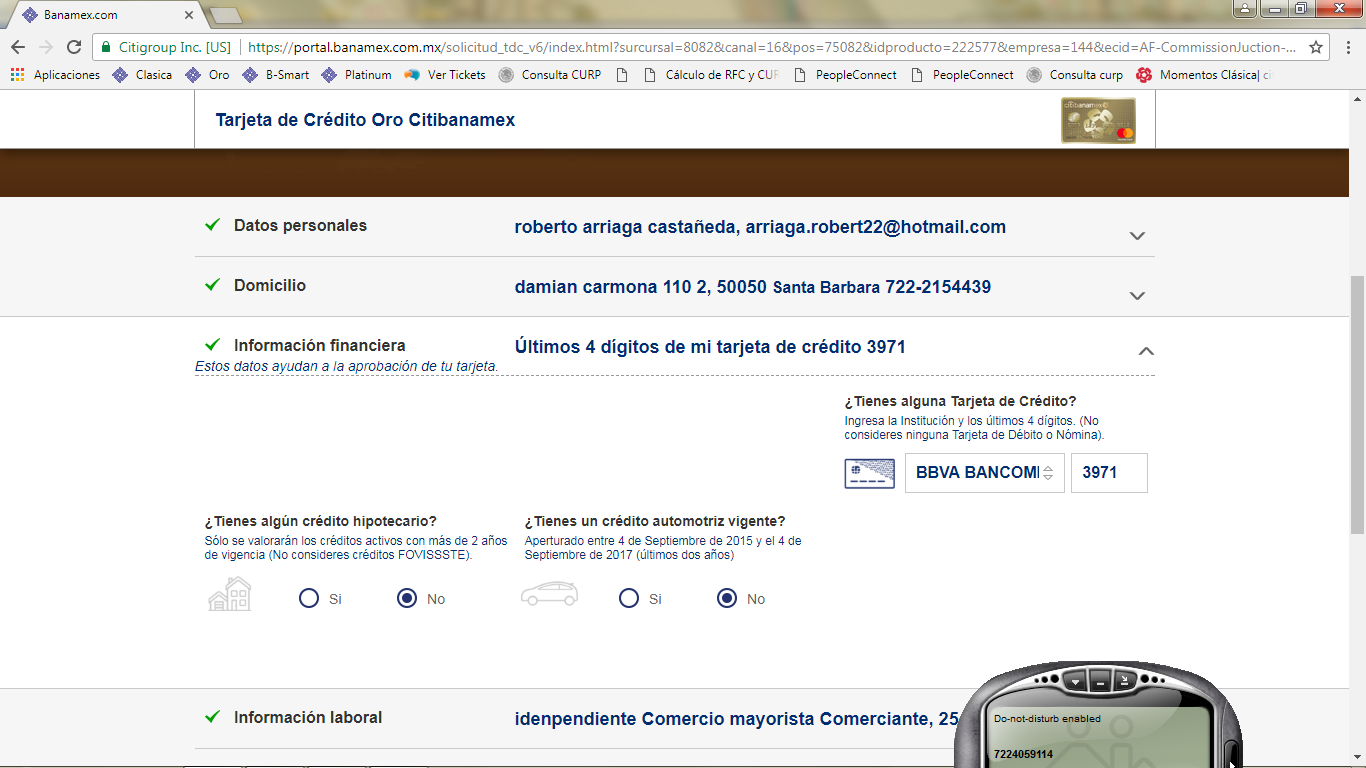 Banamex.com
Citigroup Inc. [US] https://portal.banamex.com.mx/solicitud_tdc_v6/index.html?surcursal=8082&canal=16&pos=75082&idproducto=222577&empresa=144&ecid=AF-CommissionJuction-...
Aplicaciones Clasica Oro B-Smart Platinum Ver Tickets Consulta CURP Cálculo de RFC y CUR PeopleConnect PeopleConnect Consulta curp Momentos Clásica| ci
Tarjeta de Crédito Oro Citibanamex
citibanamex
Datos personales roberto arriaga castañeda, arriaga.robert22@hotmail.com
Domicilio damian carmona 110 2, 50050 Santa Barbara 722-2154439
Información financiera Últimos 4 dígitos de mi tarjeta de crédito 3971
Estos datos ayudan a la aprobación de tu tarjeta.
¿Tienes alguna Tarjeta de Crédito?
Ingresa la Institución y los últimos 4 dígitos. (No
consideres ninguna Tarjeta de Débito o Nómina).
BBVA BANCOM 3971
¿Tienes algún crédito hipotecario? ¿Tienes un crédito automotriz vigente?
Sólo se valorarán los créditos activos con más de 2 años Aperturado entre 4 de Septiembre de 2015 y el 4 de
de vigencia (No consideres créditos FOVISSSTE). Septiembre de 2017 (últimos dos años)
Si No Si No
Información laboral idenpendiente Comercio mayorista Comerciante, 25
Do-not-disturb enabled
7224059114